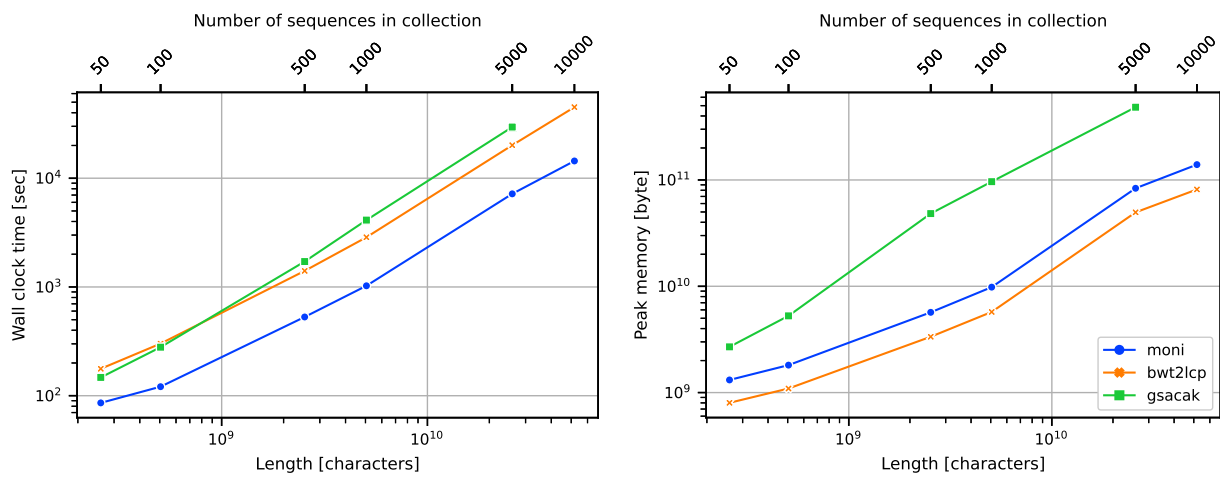 Number of sequences in collection
50 100 500 1000 5000 10000
Wall clock time [sec]
10^4
10^3
10^2
10^9 10^10
Length [characters]
Number of sequences in collection
50 100 500 1000 5000 10000
Peak memory [byte]
10^11
10^10
10^9
moni
bwt2lcp
gsacak
10^9 10^10
Length [characters]